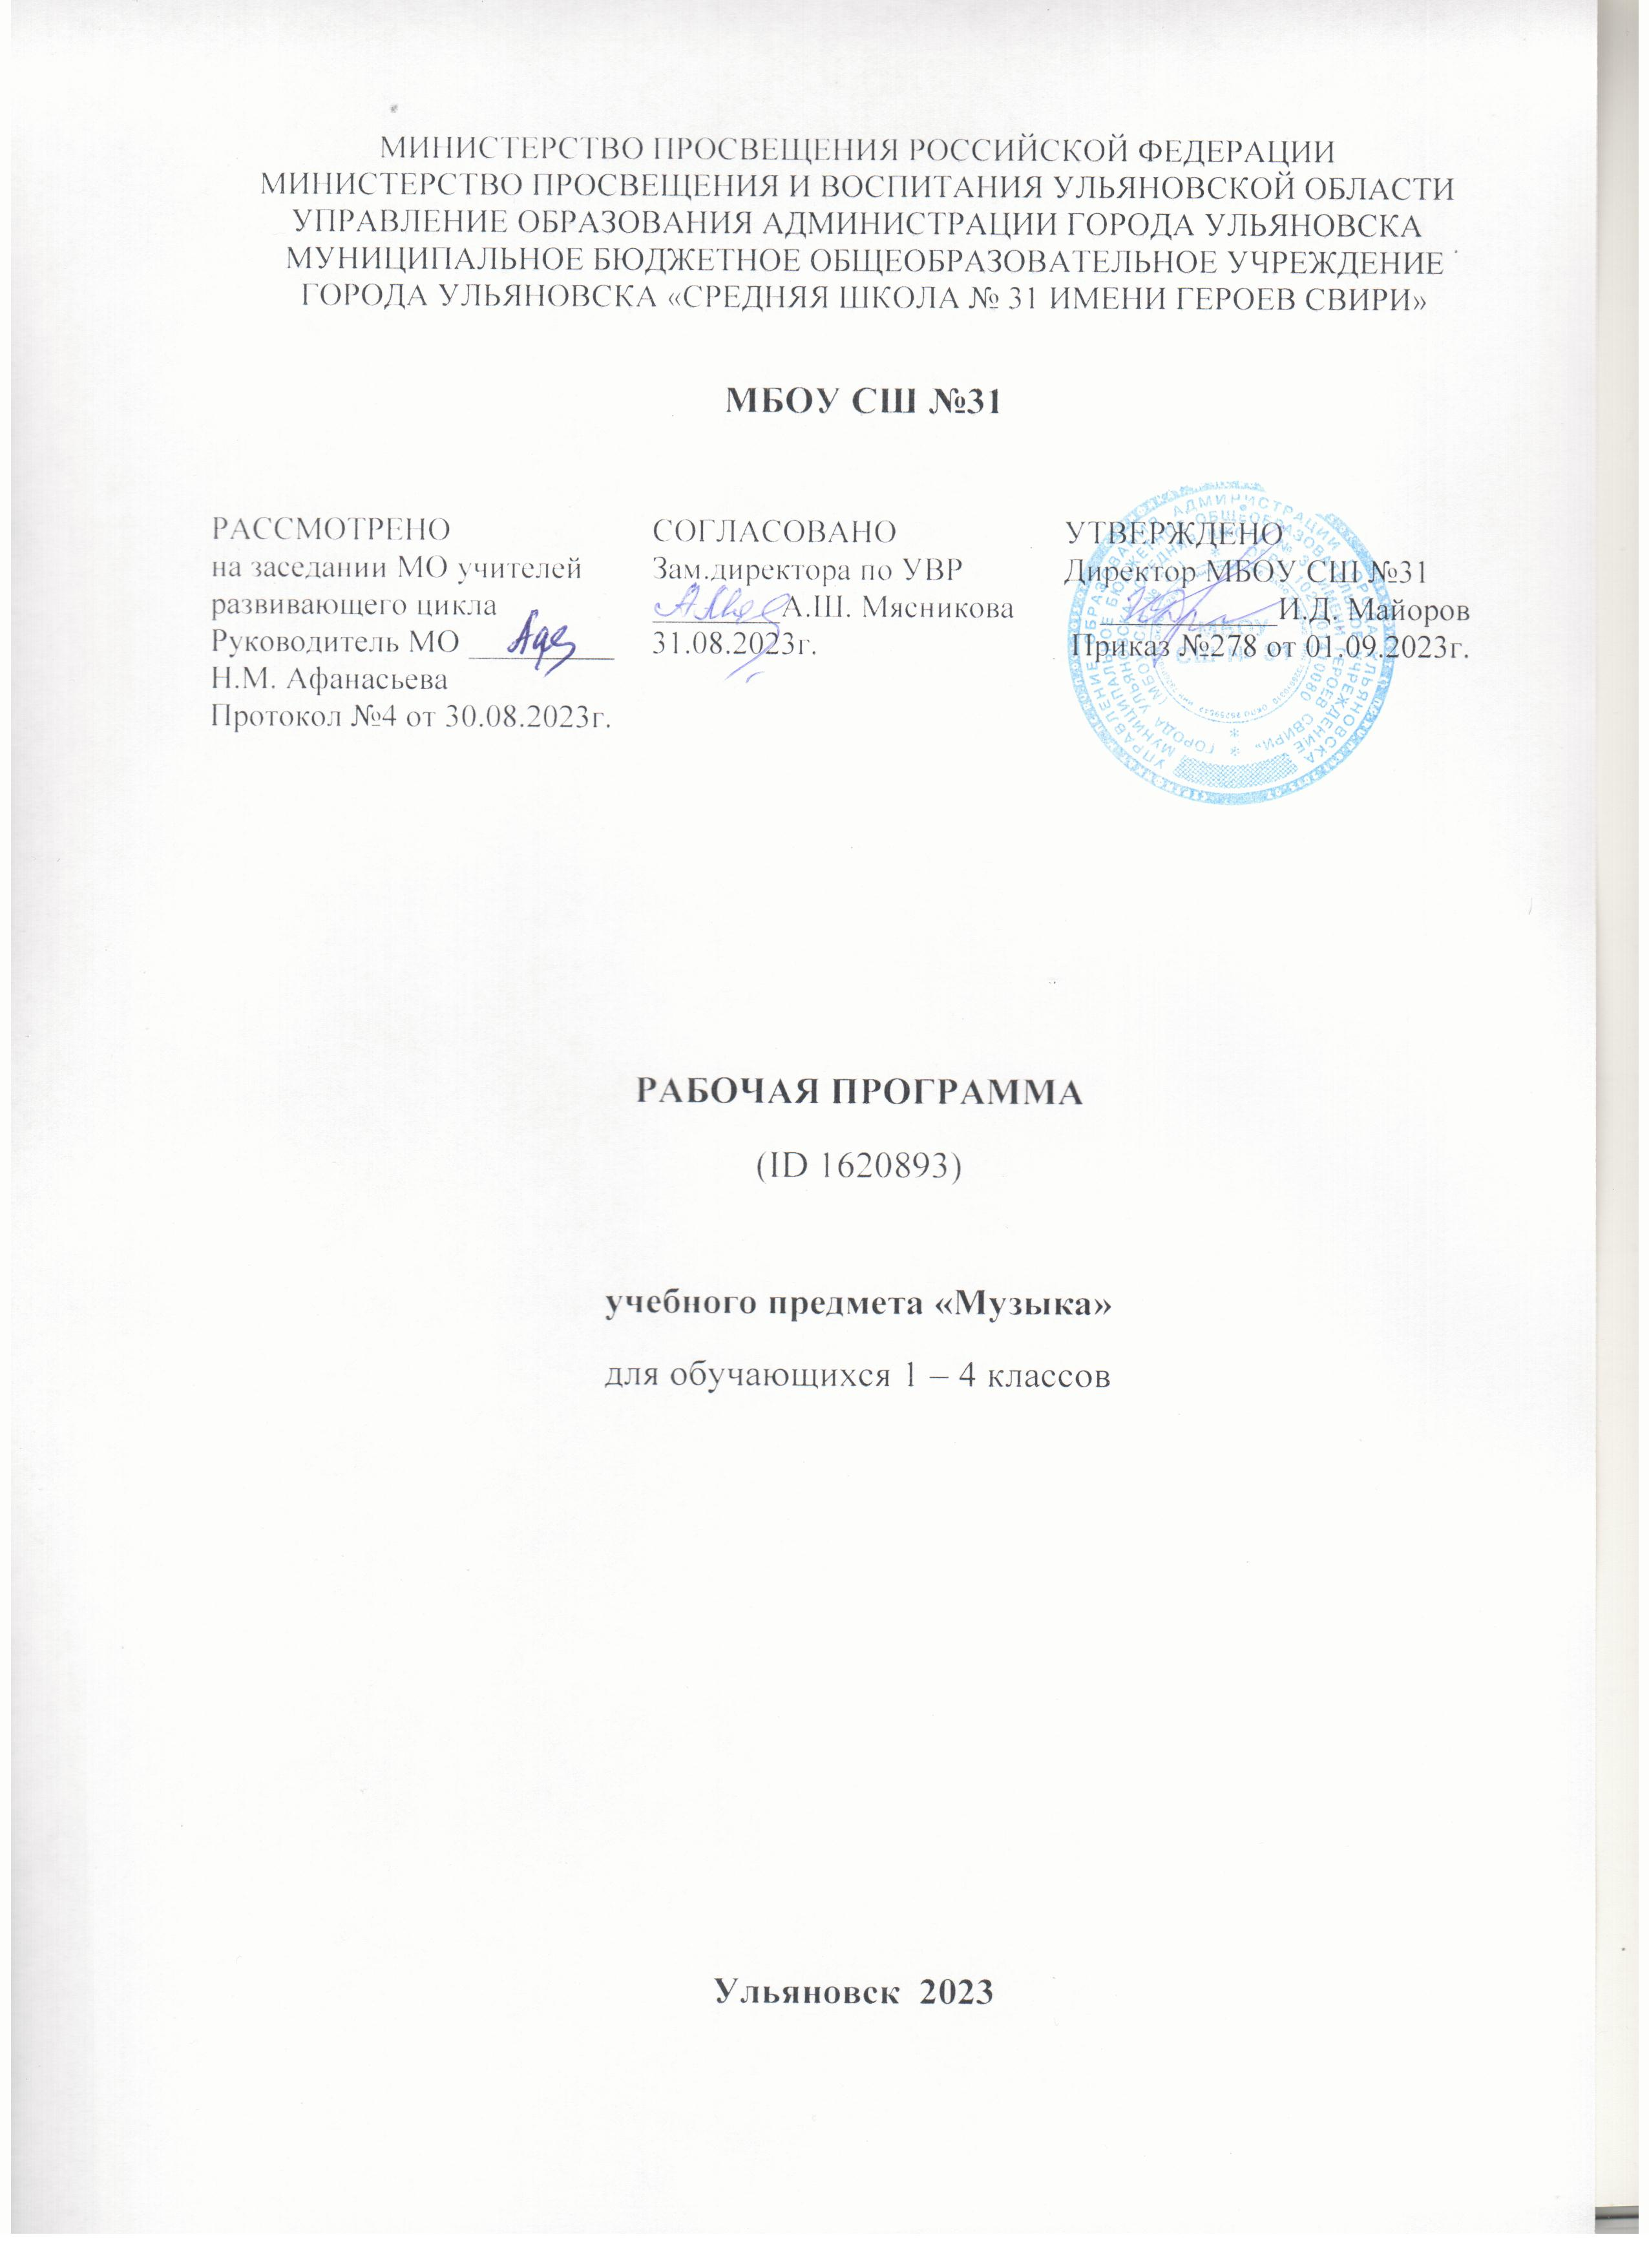 МИНИСТЕРСТВО ПРОСВЕЩЕНИЯ РОССИЙСКОЙ ФЕДЕРАЦИИ
МИНИСТЕРСТВО ПРОСВЕЩЕНИЯ И ВОСПИТАНИЯ УЛЬЯНОВСКОЙ ОБЛАСТИ
УПРАВЛЕНИЕ ОБРАЗОВАНИЯ АДМИНИСТРАЦИИ ГОРОДА УЛЬЯНОВСКА
МУНИЦИПАЛЬНОЕ БЮДЖЕТНОЕ ОБЩЕОБРАЗОВАТЕЛЬНОЕ УЧРЕЖДЕНИЕ
ГОРОДА УЛЬЯНОВСКА «СРЕДНЯЯ ШКОЛА № 31 ИМЕНИ ГЕРОЕВ СВИРИ»
МБОУ СШ №31
РАССМОТРЕНО
на заседании МО учителей
развивающего цикла
Руководитель МО
Н.М. Афанасьева
Протокол №4 от 30.08.2023г.
СОГЛАСОВАНО
Зам.директора по УВР
А.Ш. Мясникова
31.08.2023г.
УТВЕРЖДЕНО
Директор МБОУ СШ №31
И.Д. Майоров
Приказ №278 от 01.09.2023г.
РАБОЧАЯ ПРОГРАММА
(ID 1620893)
учебного предмета «Музыка»
для обучающихся 1 – 4 классов
Ульяновск 2023